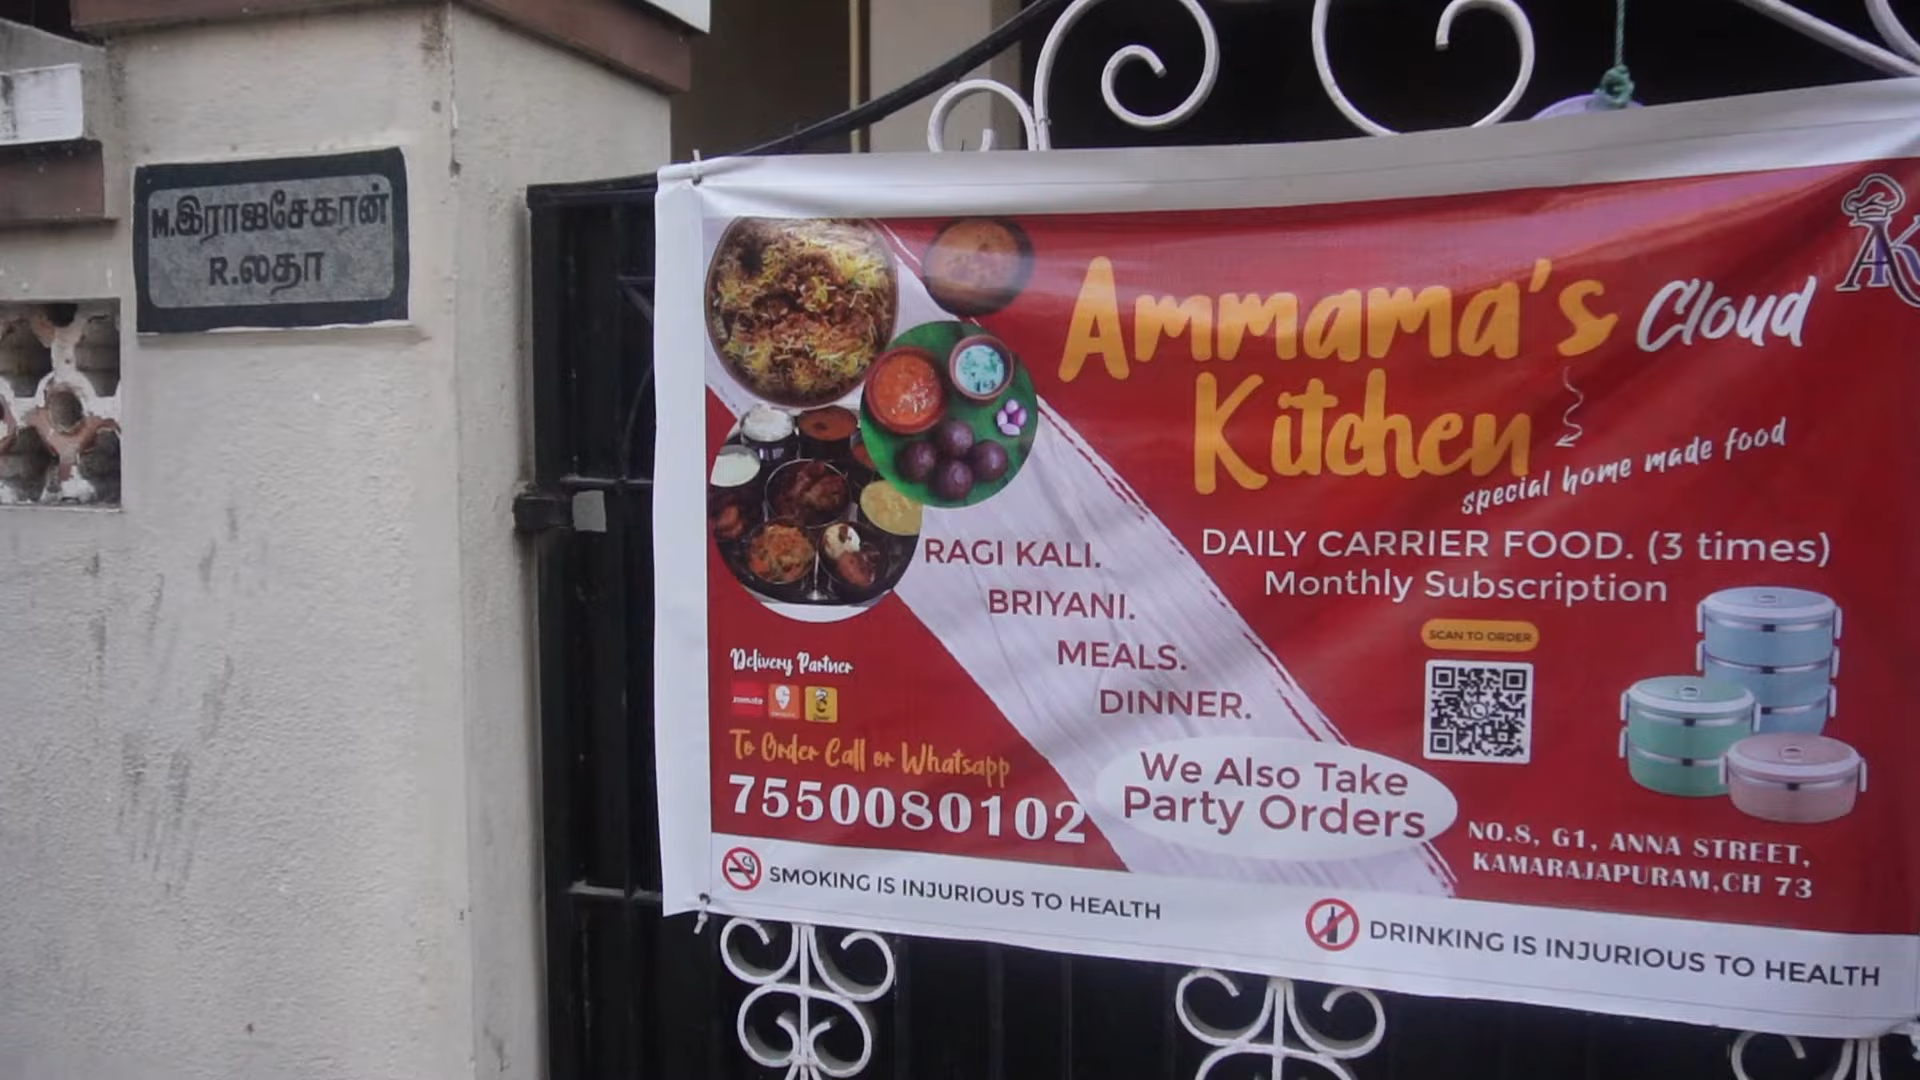 M.இராஜசேகரன்
R.லதா
AK
Ammama's Cloud
Kitchen
special home made food
DAILY CARRIER FOOD. (3 times)
Monthly Subscription
RAGI KALI.
BRIYANI.
MEALS.
DINNER.
SCAN TO ORDER
Delivery Partner
zomato
To Order Call or Whatsapp
7550080102
We Also Take
Party Orders
NO.8, G1, ANNA STREET,
KAMARAJAPURAM,CH 73
SMOKING IS INJURIOUS TO HEALTH
DRINKING IS INJURIOUS TO HEALTH